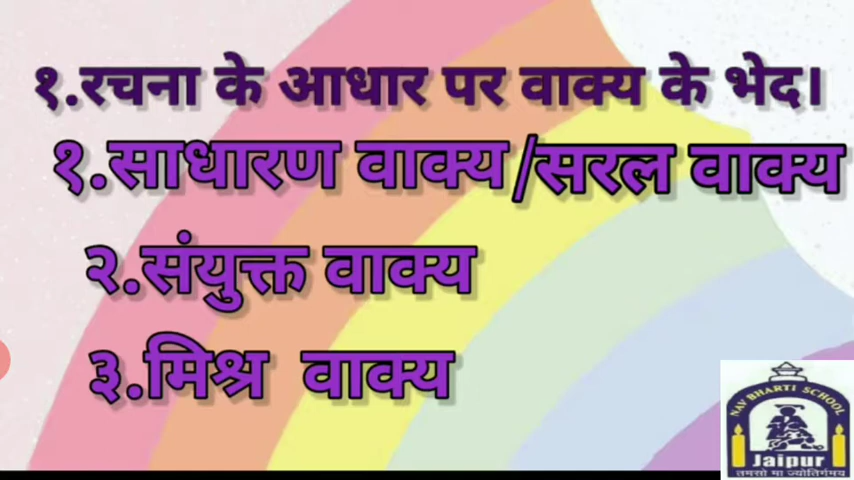 १.रचना के आधार पर वाक्य के भेद।
१.साधारण वाक्य/सरल वाक्य
२.संयुक्त वाक्य
३.मिश्र वाक्य
NAV BHARTI SCHOOL
Jaipur
तमसो मा ज्योतिर्गमय